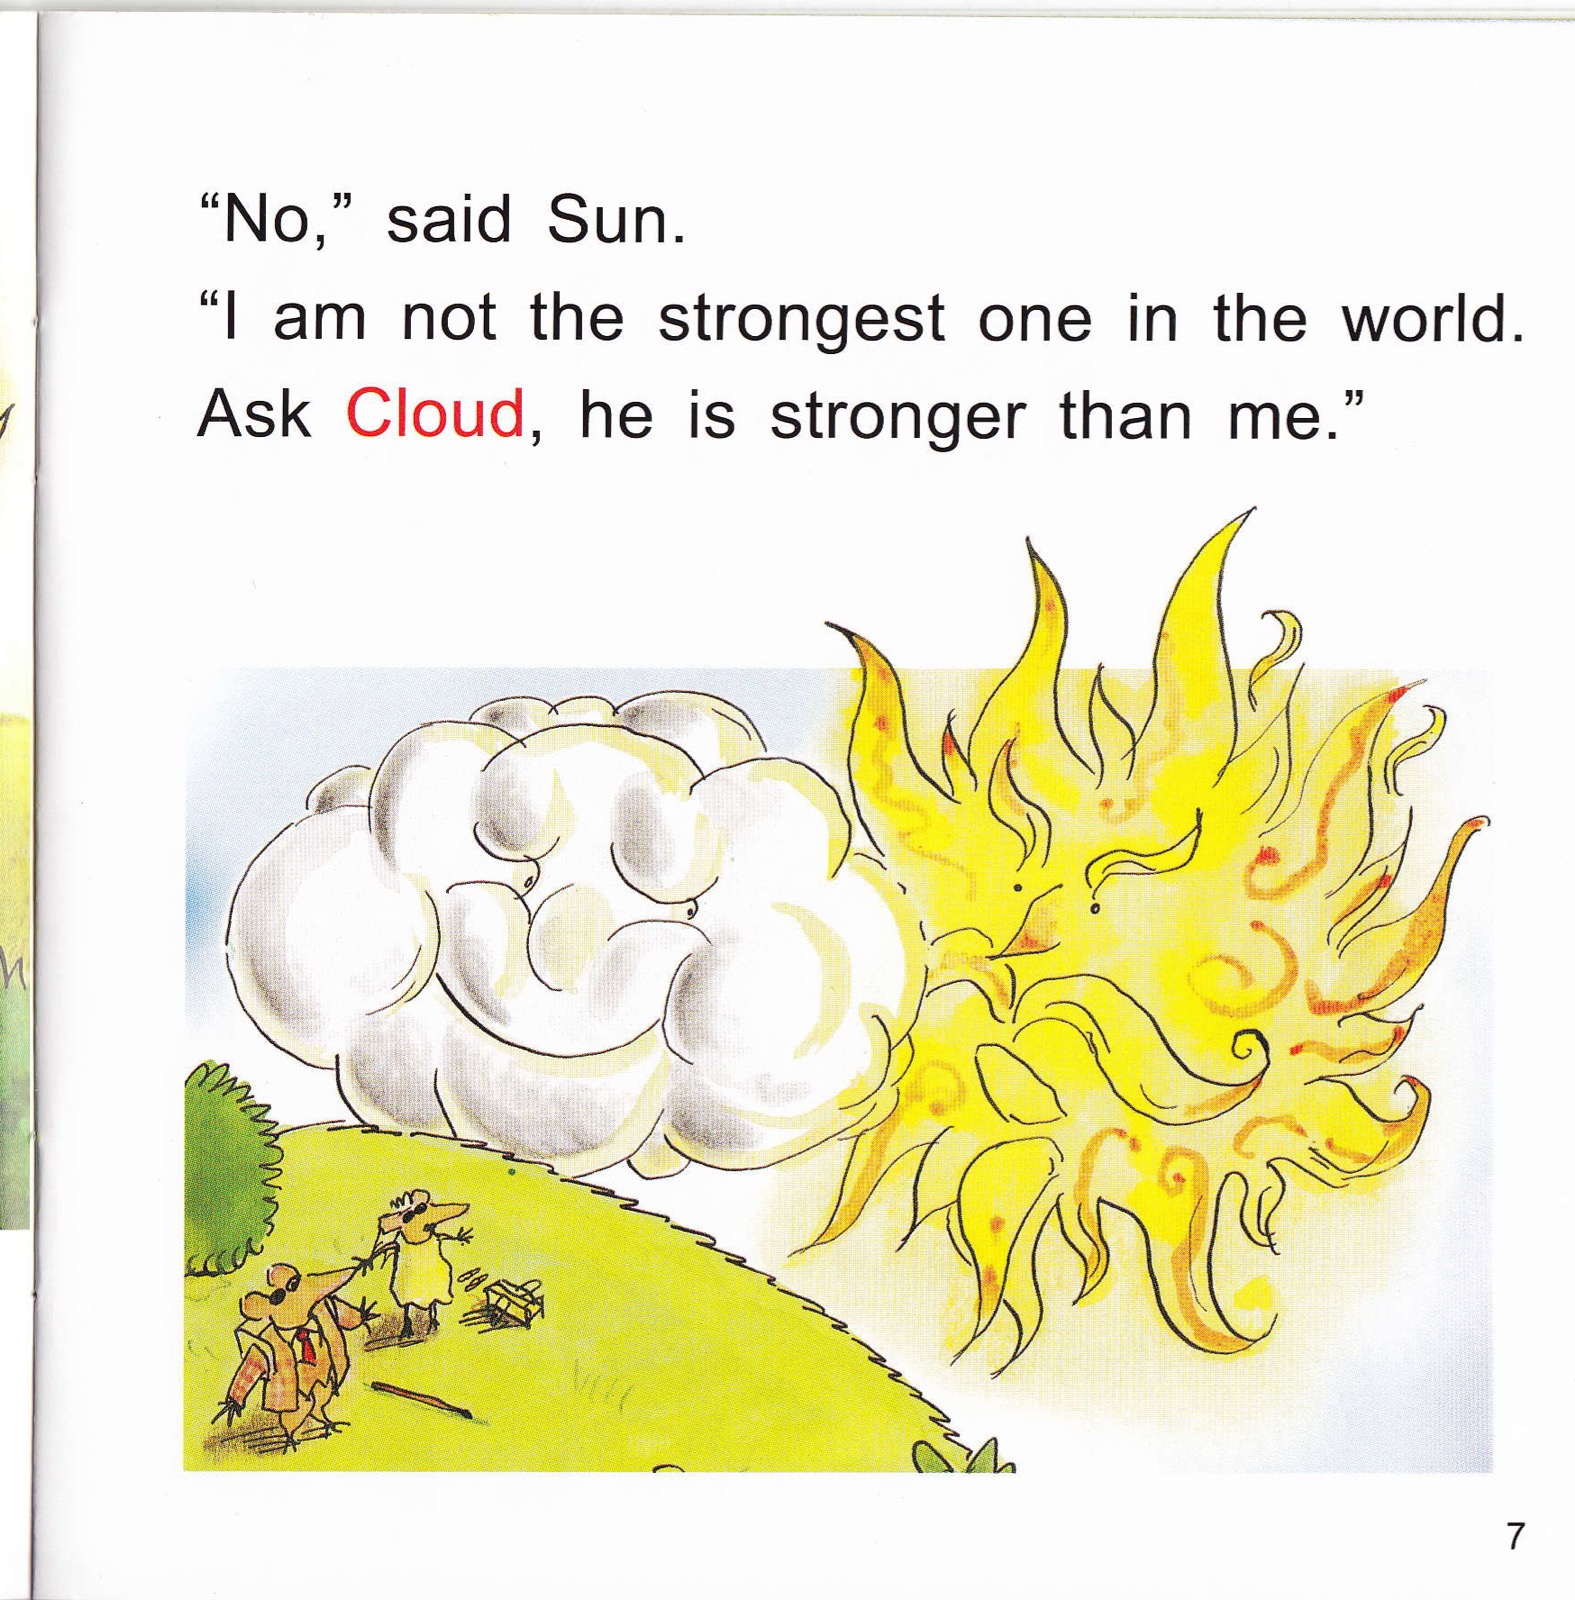 “No,” said Sun.
“I am not the strongest one in the world.
Ask Cloud, he is stronger than me.”
7